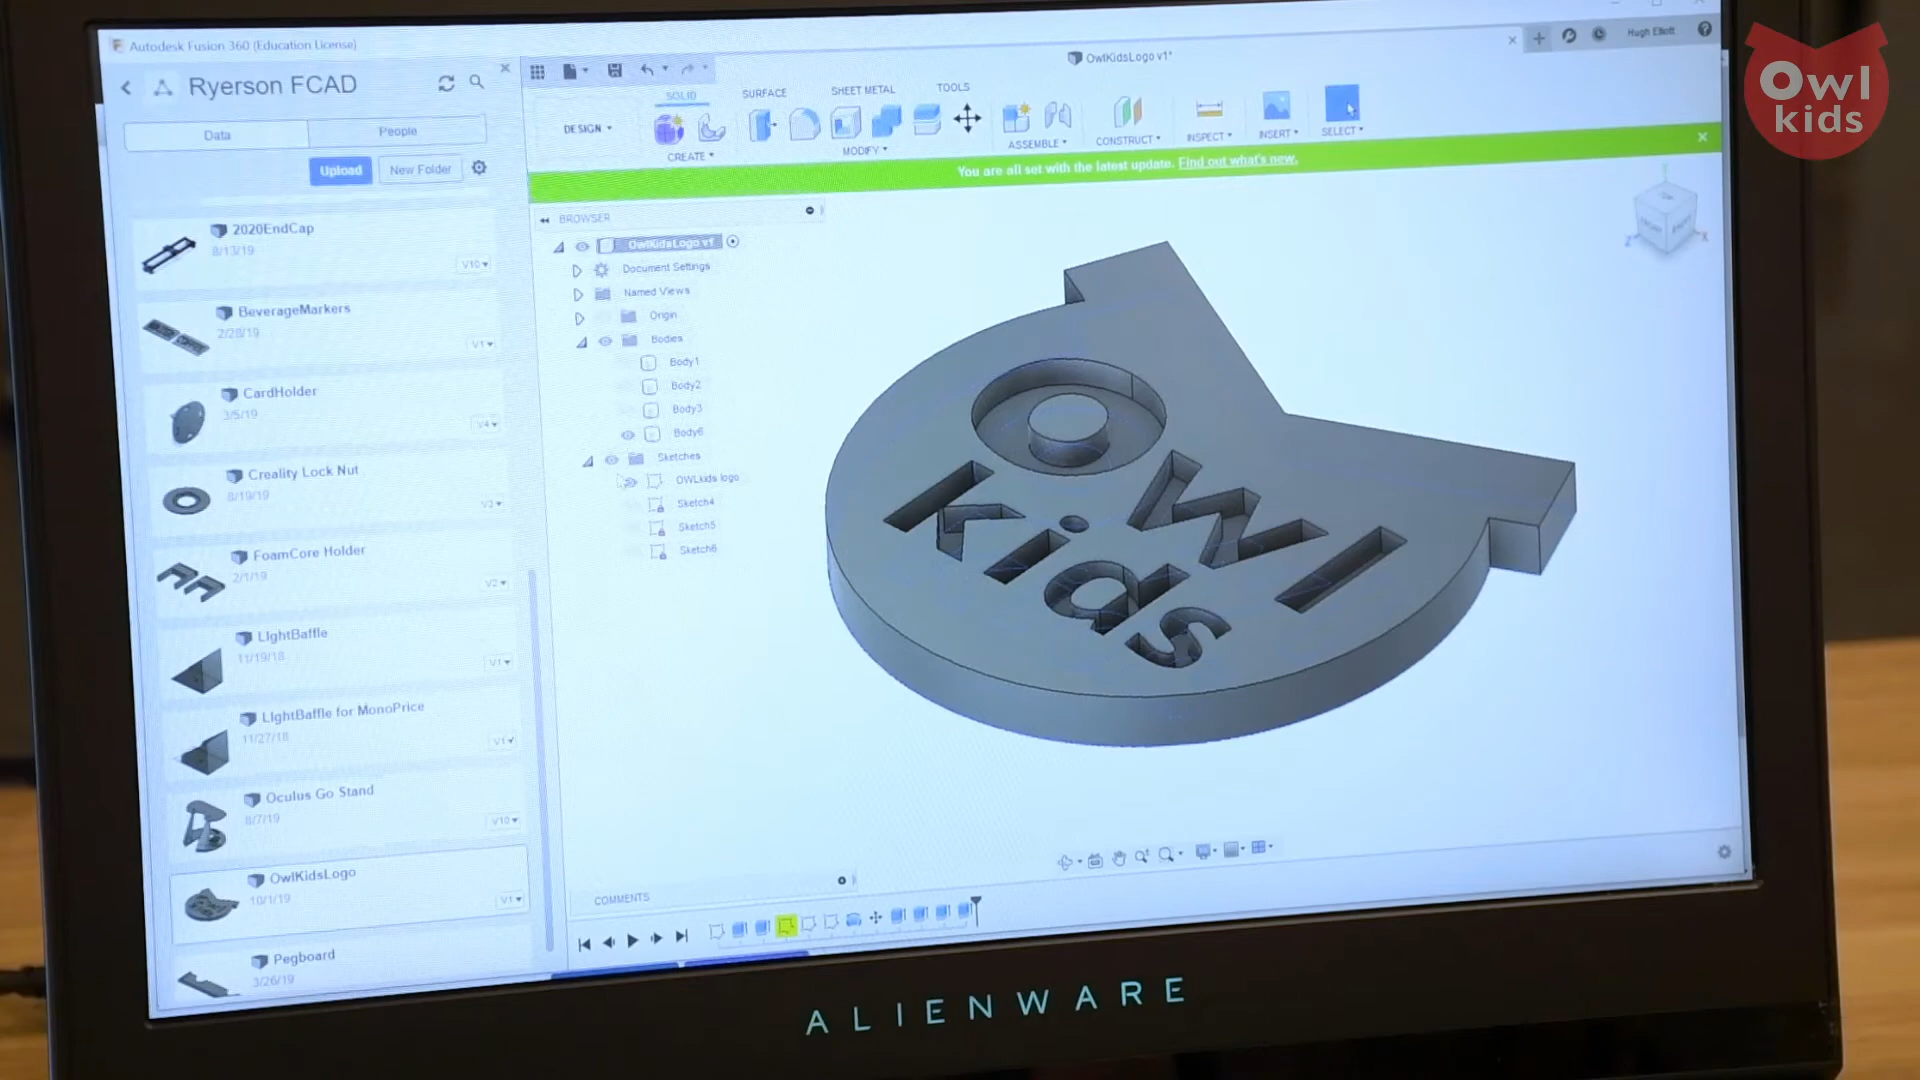 Autodesk Fusion 360 (Education License)
Ryerson FCAD
Data
People
Upload
New Folder
2020EndCap
8/13/19
V10
BeverageMarkers
2/28/19
V1
CardHolder
3/5/19
V4
Creality Lock Nut
8/19/19
V3
FoamCore Holder
2/1/19
V2
LIghtBaffle
11/19/18
V1
LIghtBaffle for MonoPrice
11/27/18
V1
Oculus Go Stand
8/7/19
V10
OwlKidsLogo
10/1/19
V1
Pegboard
3/26/19
OwlKidsLogo v1*
Hugh Elliott
DESIGN
SOLID
SURFACE
SHEET METAL
TOOLS
CREATE
MODIFY
ASSEMBLE
CONSTRUCT
INSPECT
INSERT
SELECT
You are all set with the latest update. Find out what's new.
BROWSER
OwlKidsLogo v1
Document Settings
Named Views
Origin
Bodies
Body1
Body2
Body3
Body6
Sketches
OWLkids logo
Sketch4
Sketch5
Sketch6
Owl
kids
COMMENTS
ALIENWARE
Owl
kids